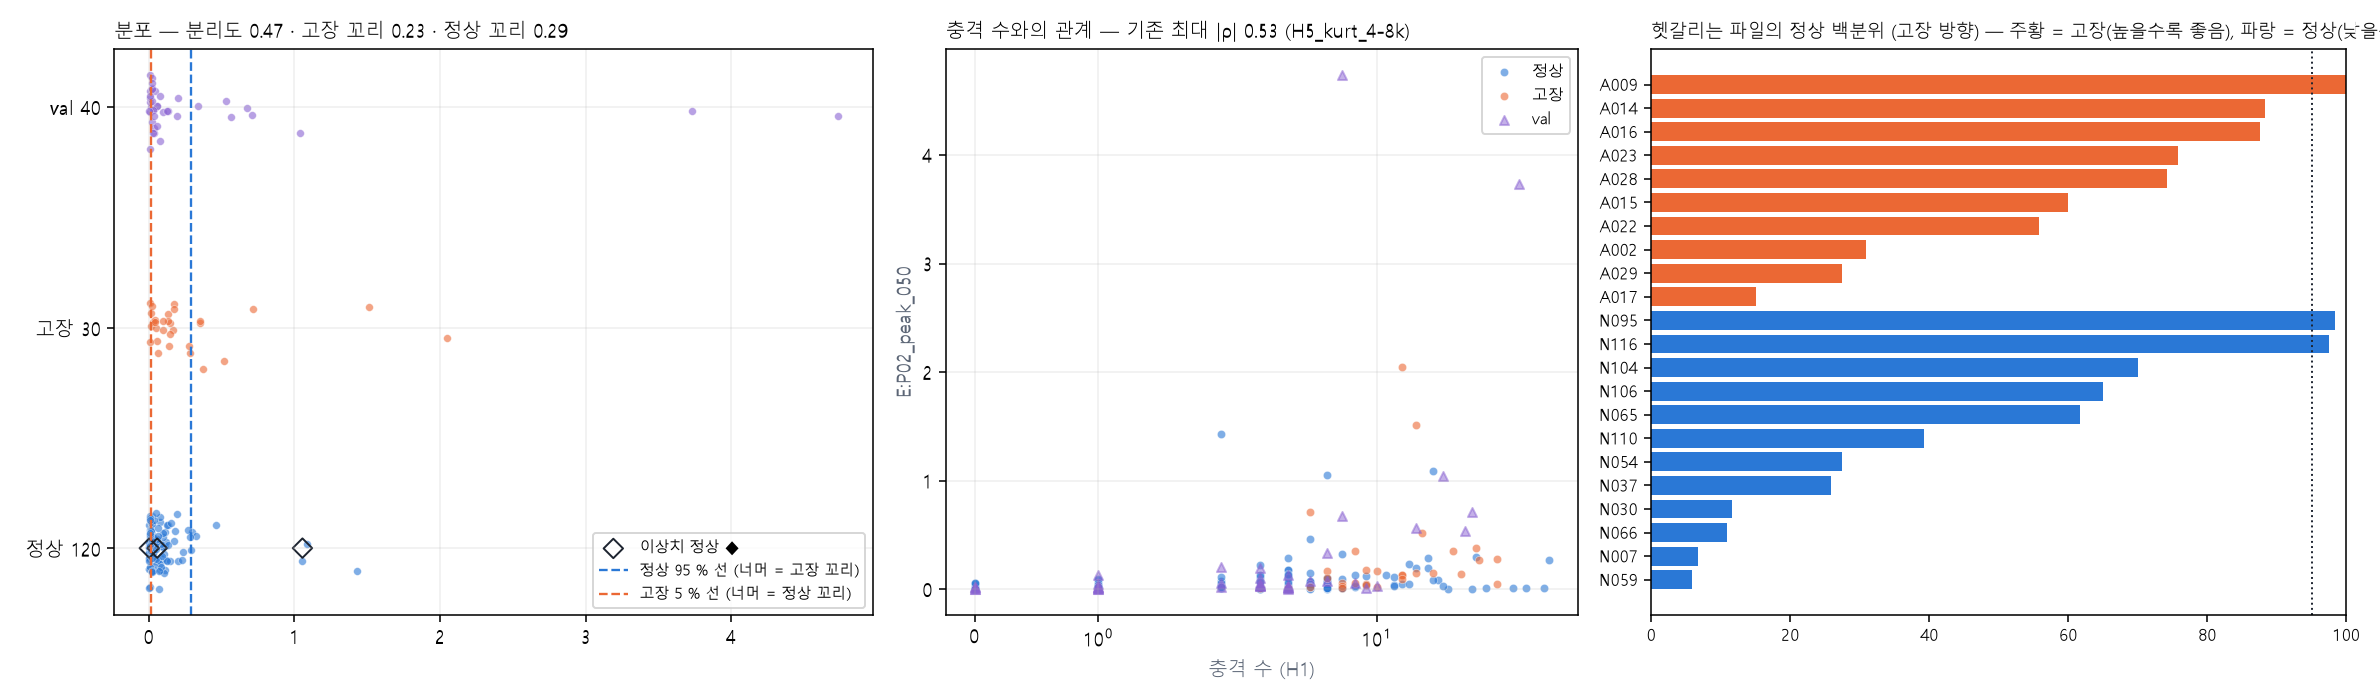 분포 — 분리도 0.47 · 고장 꼬리 0.23 · 정상 꼬리 0.29
val 40
고장 30
정상 120
0 1 2 3 4
이상치 정상 ◆
정상 95 % 선 (너머 = 고장 꼬리)
고장 5 % 선 (너머 = 정상 꼬리)
충격 수와의 관계 — 기존 최대 |ρ| 0.53 (H5_kurt_4-8k)
E:P02_peak_050
4
3
2
1
0
0 10⁰ 10¹
충격 수 (H1)
정상
고장
val
헷갈리는 파일의 정상 백분위 (고장 방향) — 주황 = 고장(높을수록 좋음), 파랑 = 정상(낮을
A009
A014
A016
A023
A028
A015
A022
A002
A029
A017
N095
N116
N104
N106
N065
N110
N054
N037
N030
N066
N007
N059
0 20 40 60 80 100